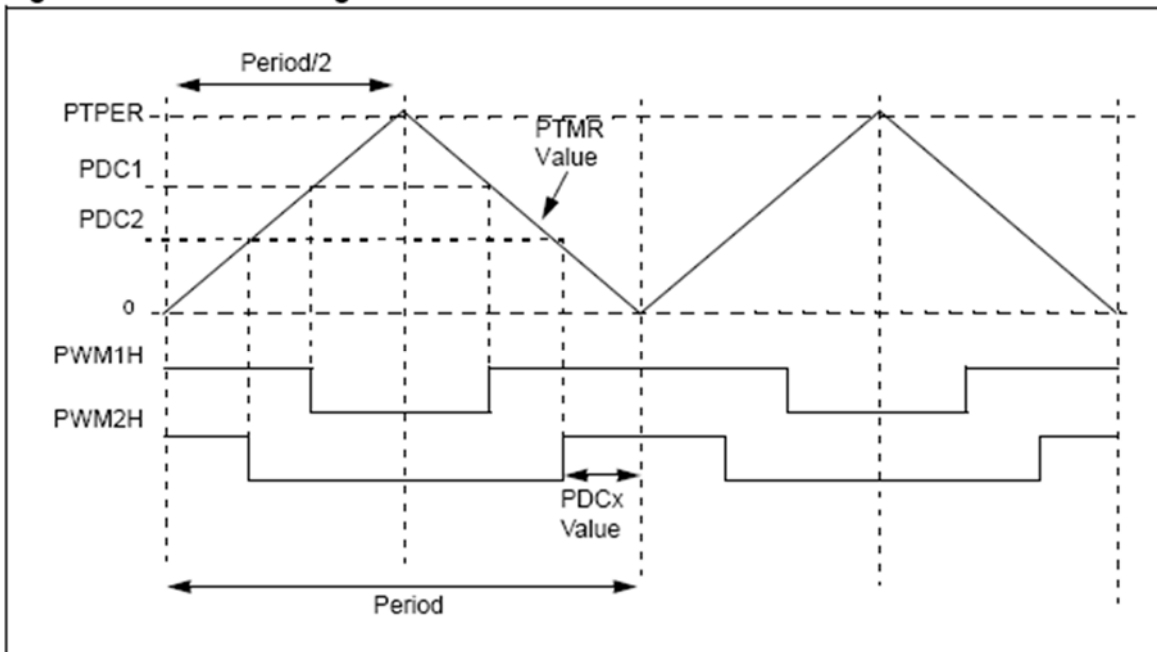 Period/2
PTPER
PTMR
Value
PDC1
PDC2
0
PWM1H
PWM2H
PDCx
Value
Period